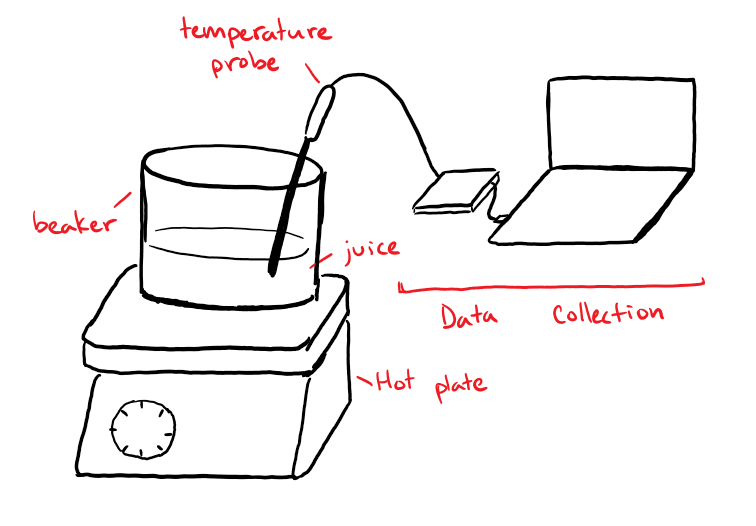 temperature
probe
beaker
juice
Data Collection
Hot plate